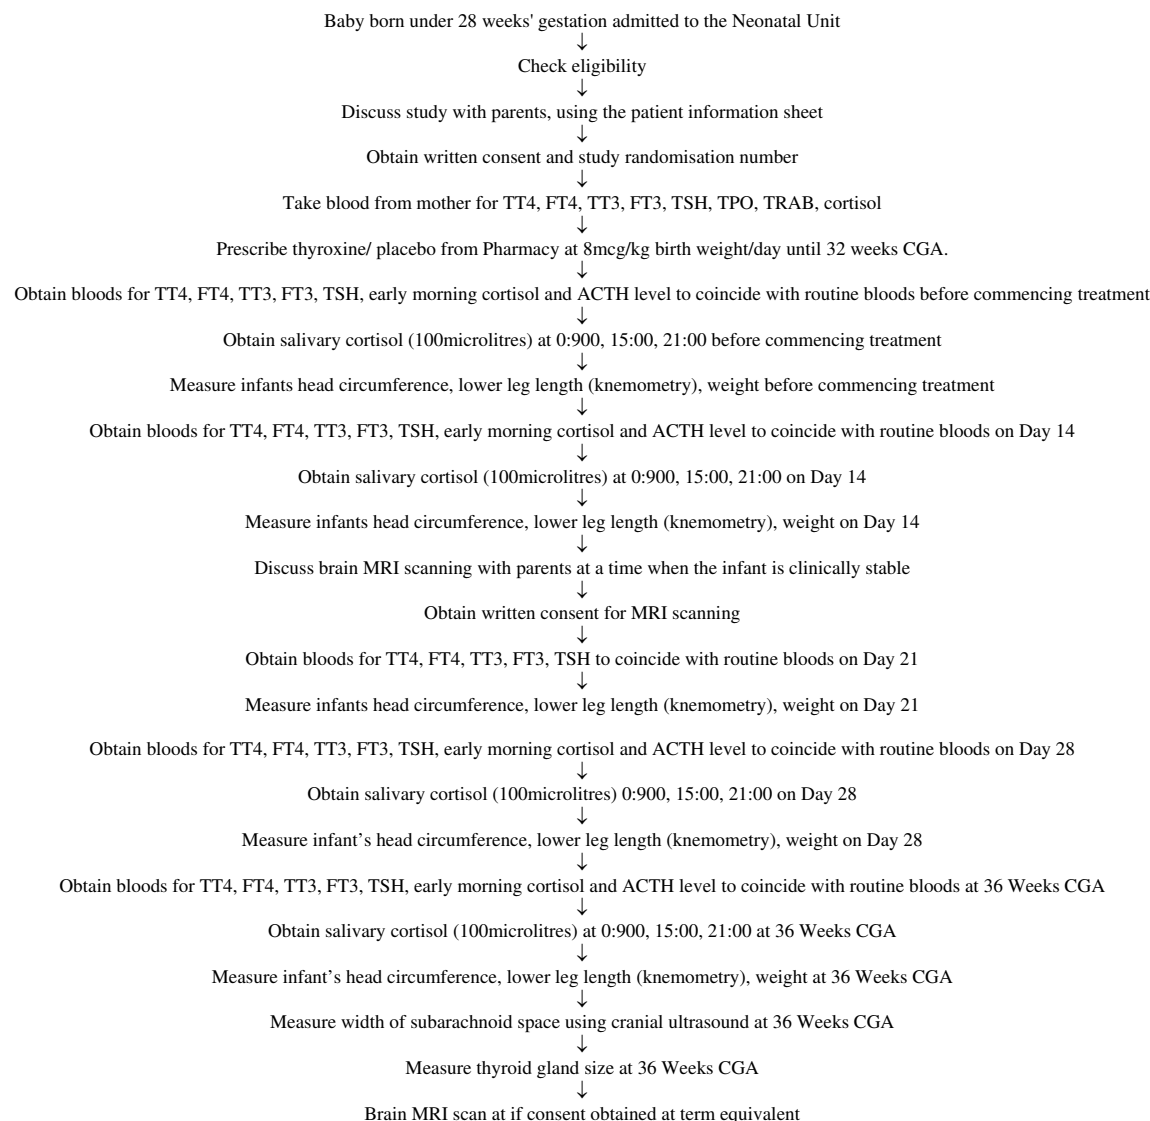 Baby born under 28 weeks' gestation admitted to the Neonatal Unit
↓
Check eligibility
↓
Discuss study with parents, using the patient information sheet
↓
Obtain written consent and study randomisation number
↓
Take blood from mother for TT4, FT4, TT3, FT3, TSH, TPO, TRAB, cortisol
↓
Prescribe thyroxine/ placebo from Pharmacy at 8mcg/kg birth weight/day until 32 weeks CGA.
↓
Obtain bloods for TT4, FT4, TT3, FT3, TSH, early morning cortisol and ACTH level to coincide with routine bloods before commencing treatment
↓
Obtain salivary cortisol (100microlitres) at 0:900, 15:00, 21:00 before commencing treatment
↓
Measure infants head circumference, lower leg length (knemometry), weight before commencing treatment
↓
Obtain bloods for TT4, FT4, TT3, FT3, TSH, early morning cortisol and ACTH level to coincide with routine bloods on Day 14
↓
Obtain salivary cortisol (100microlitres) at 0:900, 15:00, 21:00 on Day 14
↓
Measure infants head circumference, lower leg length (knemometry), weight on Day 14
↓
Discuss brain MRI scanning with parents at a time when the infant is clinically stable
↓
Obtain written consent for MRI scanning
↓
Obtain bloods for TT4, FT4, TT3, FT3, TSH to coincide with routine bloods on Day 21
↓
Measure infants head circumference, lower leg length (knemometry), weight on Day 21
Obtain bloods for TT4, FT4, TT3, FT3, TSH, early morning cortisol and ACTH level to coincide with routine bloods on Day 28
↓
Obtain salivary cortisol (100microlitres) 0:900, 15:00, 21:00 on Day 28
↓
Measure infant’s head circumference, lower leg length (knemometry), weight on Day 28
↓
Obtain bloods for TT4, FT4, TT3, FT3, TSH, early morning cortisol and ACTH level to coincide with routine bloods at 36 Weeks CGA
↓
Obtain salivary cortisol (100microlitres) at 0:900, 15:00, 21:00 at 36 Weeks CGA
↓
Measure infant’s head circumference, lower leg length (knemometry), weight at 36 Weeks CGA
↓
Measure width of subarachnoid space using cranial ultrasound at 36 Weeks CGA
↓
Measure thyroid gland size at 36 Weeks CGA
↓
Brain MRI scan at if consent obtained at term equivalent